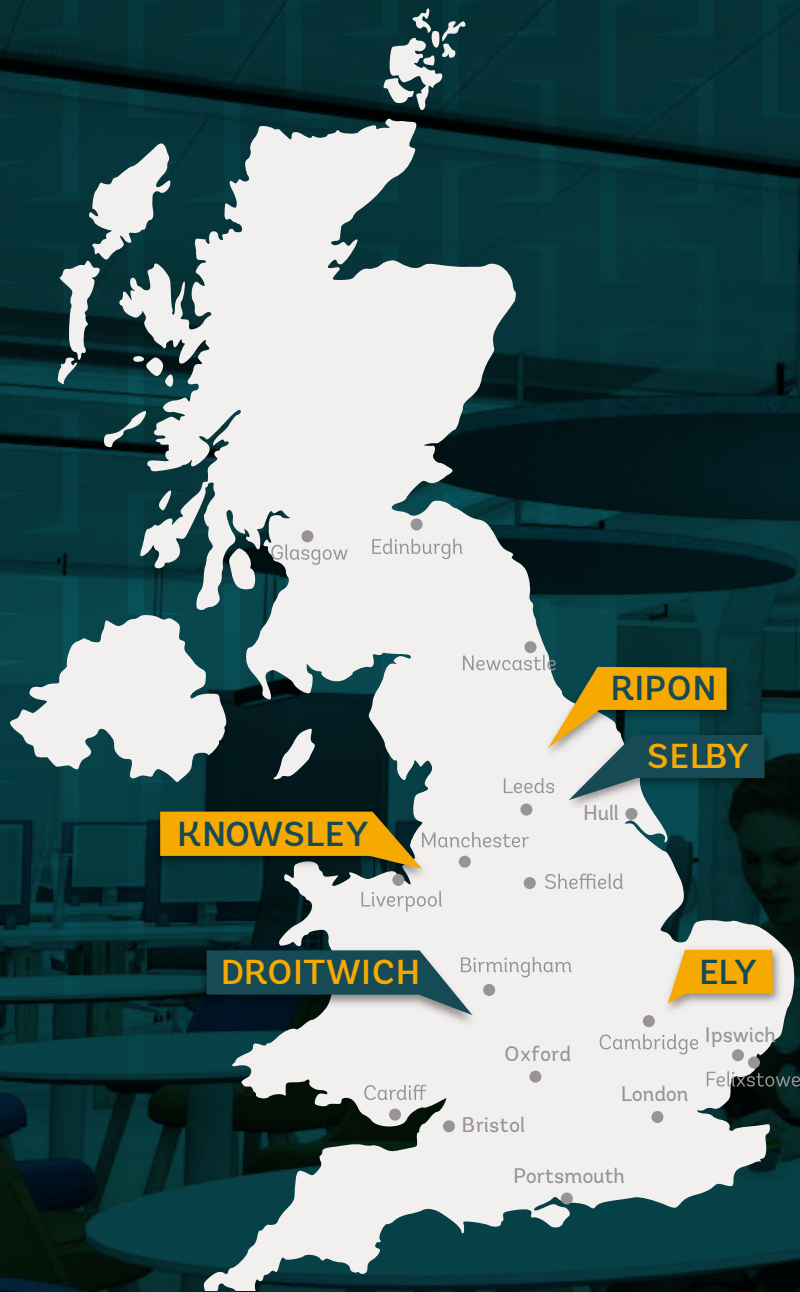 Glasgow
Edinburgh
Newcastle
RIPON
SELBY
Leeds
Hull
KNOWSLEY
Manchester
Sheffield
Liverpool
DROITWICH
Birmingham
ELY
Cambridge
Ipswich
Oxford
Felixstowe
Cardiff
London
Bristol
Portsmouth